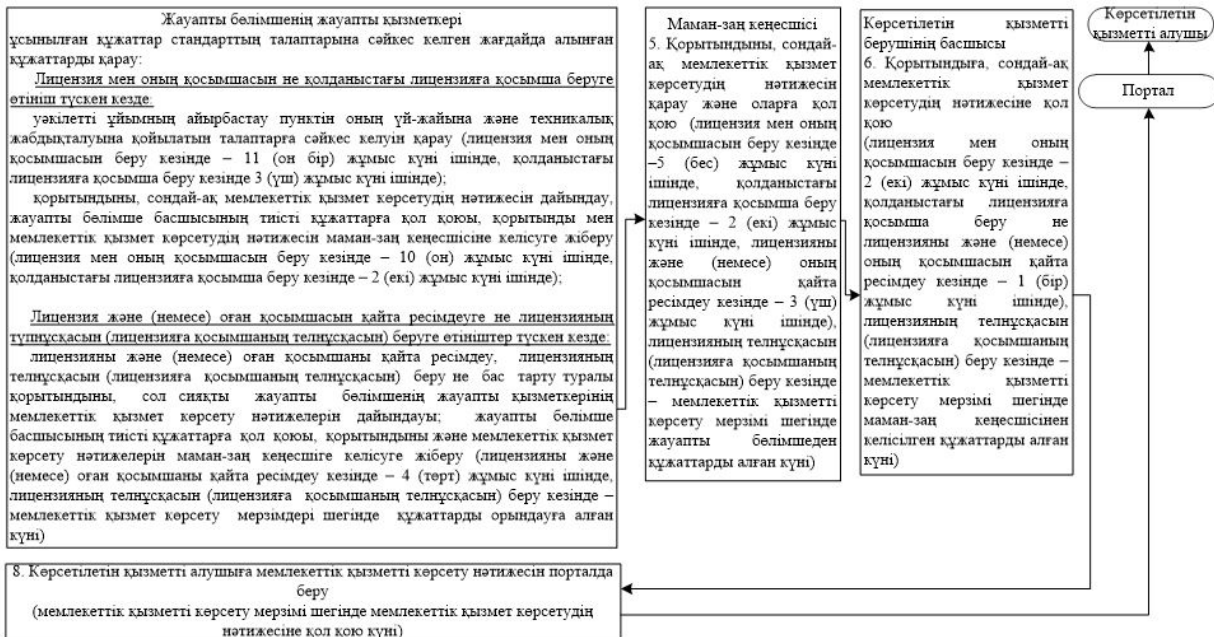 Жауапты бөлімшенің жауапты қызметкері
ұсынылған құжаттар стандарттың талаптарына сәйкес келген жағдайда алынған
құжаттарды қарау:
Лицензия мен оның қосымшасын не қолданыстағы лицензияға қосымша беруге
өтініш түскен кезде:
уәкілетті ұйымның айырбастау пунктін оның үй-жайына және техникалық
жабдықталуына қойылатын талаптарға сәйкес келуін қарау (лицензия мен оның
қосымшасын беру кезінде – 11 (он бір) жұмыс күні ішінде, қолданыстағы
лицензияға қосымша беру кезінде 3 (үш) жұмыс күні ішінде);
қорытындыны, сондай-ақ мемлекеттік қызмет көрсетудің нәтижесін дайындау,
жауапты бөлімше басшысының тиісті құжаттарға қол қоюы, қорытынды мен
мемлекеттік қызмет көрсетудің нәтижесін маман-заң кеңесшісіне келісуге жіберу
(лицензия мен оның қосымшасын беру кезінде – 10 (он) жұмыс күні ішінде,
қолданыстағы лицензияға қосымша беру кезінде – 2 (екі) жұмыс күні ішінде);
Лицензия және (немесе) оған қосымшасын қайта ресімдеуге не лицензияның
түпнұсқасын (лицензияға қосымшаның телнұсқасын) беруге өтініштер түскен кезде:
лицензияны және (немесе) оған қосымшаны қайта ресімдеу, лицензияның
телнұсқасын (лицензияға қосымшаның телнұсқасын) беру не бас тарту туралы
қорытындыны, сол сияқты жауапты бөлімшенің жауапты қызметкерінің
мемлекеттік қызмет көрсету нәтижелерін дайындауы; жауапты бөлімше
басшысының тиісті құжаттарға қол қоюы, қорытындыны және мемлекеттік қызмет
көрсету нәтижелерін маман-заң кеңесшіге келісуге жіберу (лицензияны және
(немесе) оған қосымшаны қайта ресімдеу кезінде – 4 (төрт) жұмыс күні ішінде,
лицензияның телнұсқасын (лицензияға қосымшаның телнұсқасын) беру кезінде –
мемлекеттік қызмет көрсету мерзімдері шегінде құжаттарды орындауға алған
күні)
Маман-заң кеңесшісі
5. Қорытындыны, сондай-
ақ мемлекеттік қызмет
көрсетудің нәтижесін
қарау және оларға қол
қою (лицензия мен оның
қосымшасын беру кезінде
–5 (бес) жұмыс күні
ішінде, қолданыстағы
лицензияға қосымша беру
кезінде – 2 (екі) жұмыс
күні ішінде, лицензияны
және (немесе) оның
қосымшасын қайта
ресімдеу кезінде – 3 (үш)
жұмыс күні ішінде),
лицензияның телнұсқасын
(лицензияға қосымшаның
телнұсқасын) беру кезінде
– мемлекеттік қызметті
көрсету мерзімі шегінде
жауапты бөлімшеден
құжаттарды алған күні)
Көрсетілетін қызметті
берушінің басшысы
6. Қорытындыға, сондай-ақ
мемлекеттік қызмет
көрсетудің нәтижесіне қол
қою
(лицензия мен оның
қосымшасын беру кезінде –
2 (екі) жұмыс күні ішінде,
қолданыстағы лицензияға
қосымша беру не
лицензияны және (немесе)
оның қосымшасын қайта
ресімдеу кезінде – 1 (бір)
жұмыс күні ішінде),
лицензияның телнұсқасын
(лицензияға қосымшаның
телнұсқасын) беру кезінде –
мемлекеттік қызметті
көрсету мерзімі шегінде
маман-заң кеңесшісінен
келісілген құжаттарды алған
күні)
Көрсетілетін
қызметті алушы
Портал
8. Көрсетілетін қызметті алушыға мемлекеттік қызметті көрсету нәтижесін порталда
беру
(мемлекеттік қызметті көрсету мерзімі шегінде мемлекеттік қызмет көрсетудің
нәтижесіне қол қою күні)